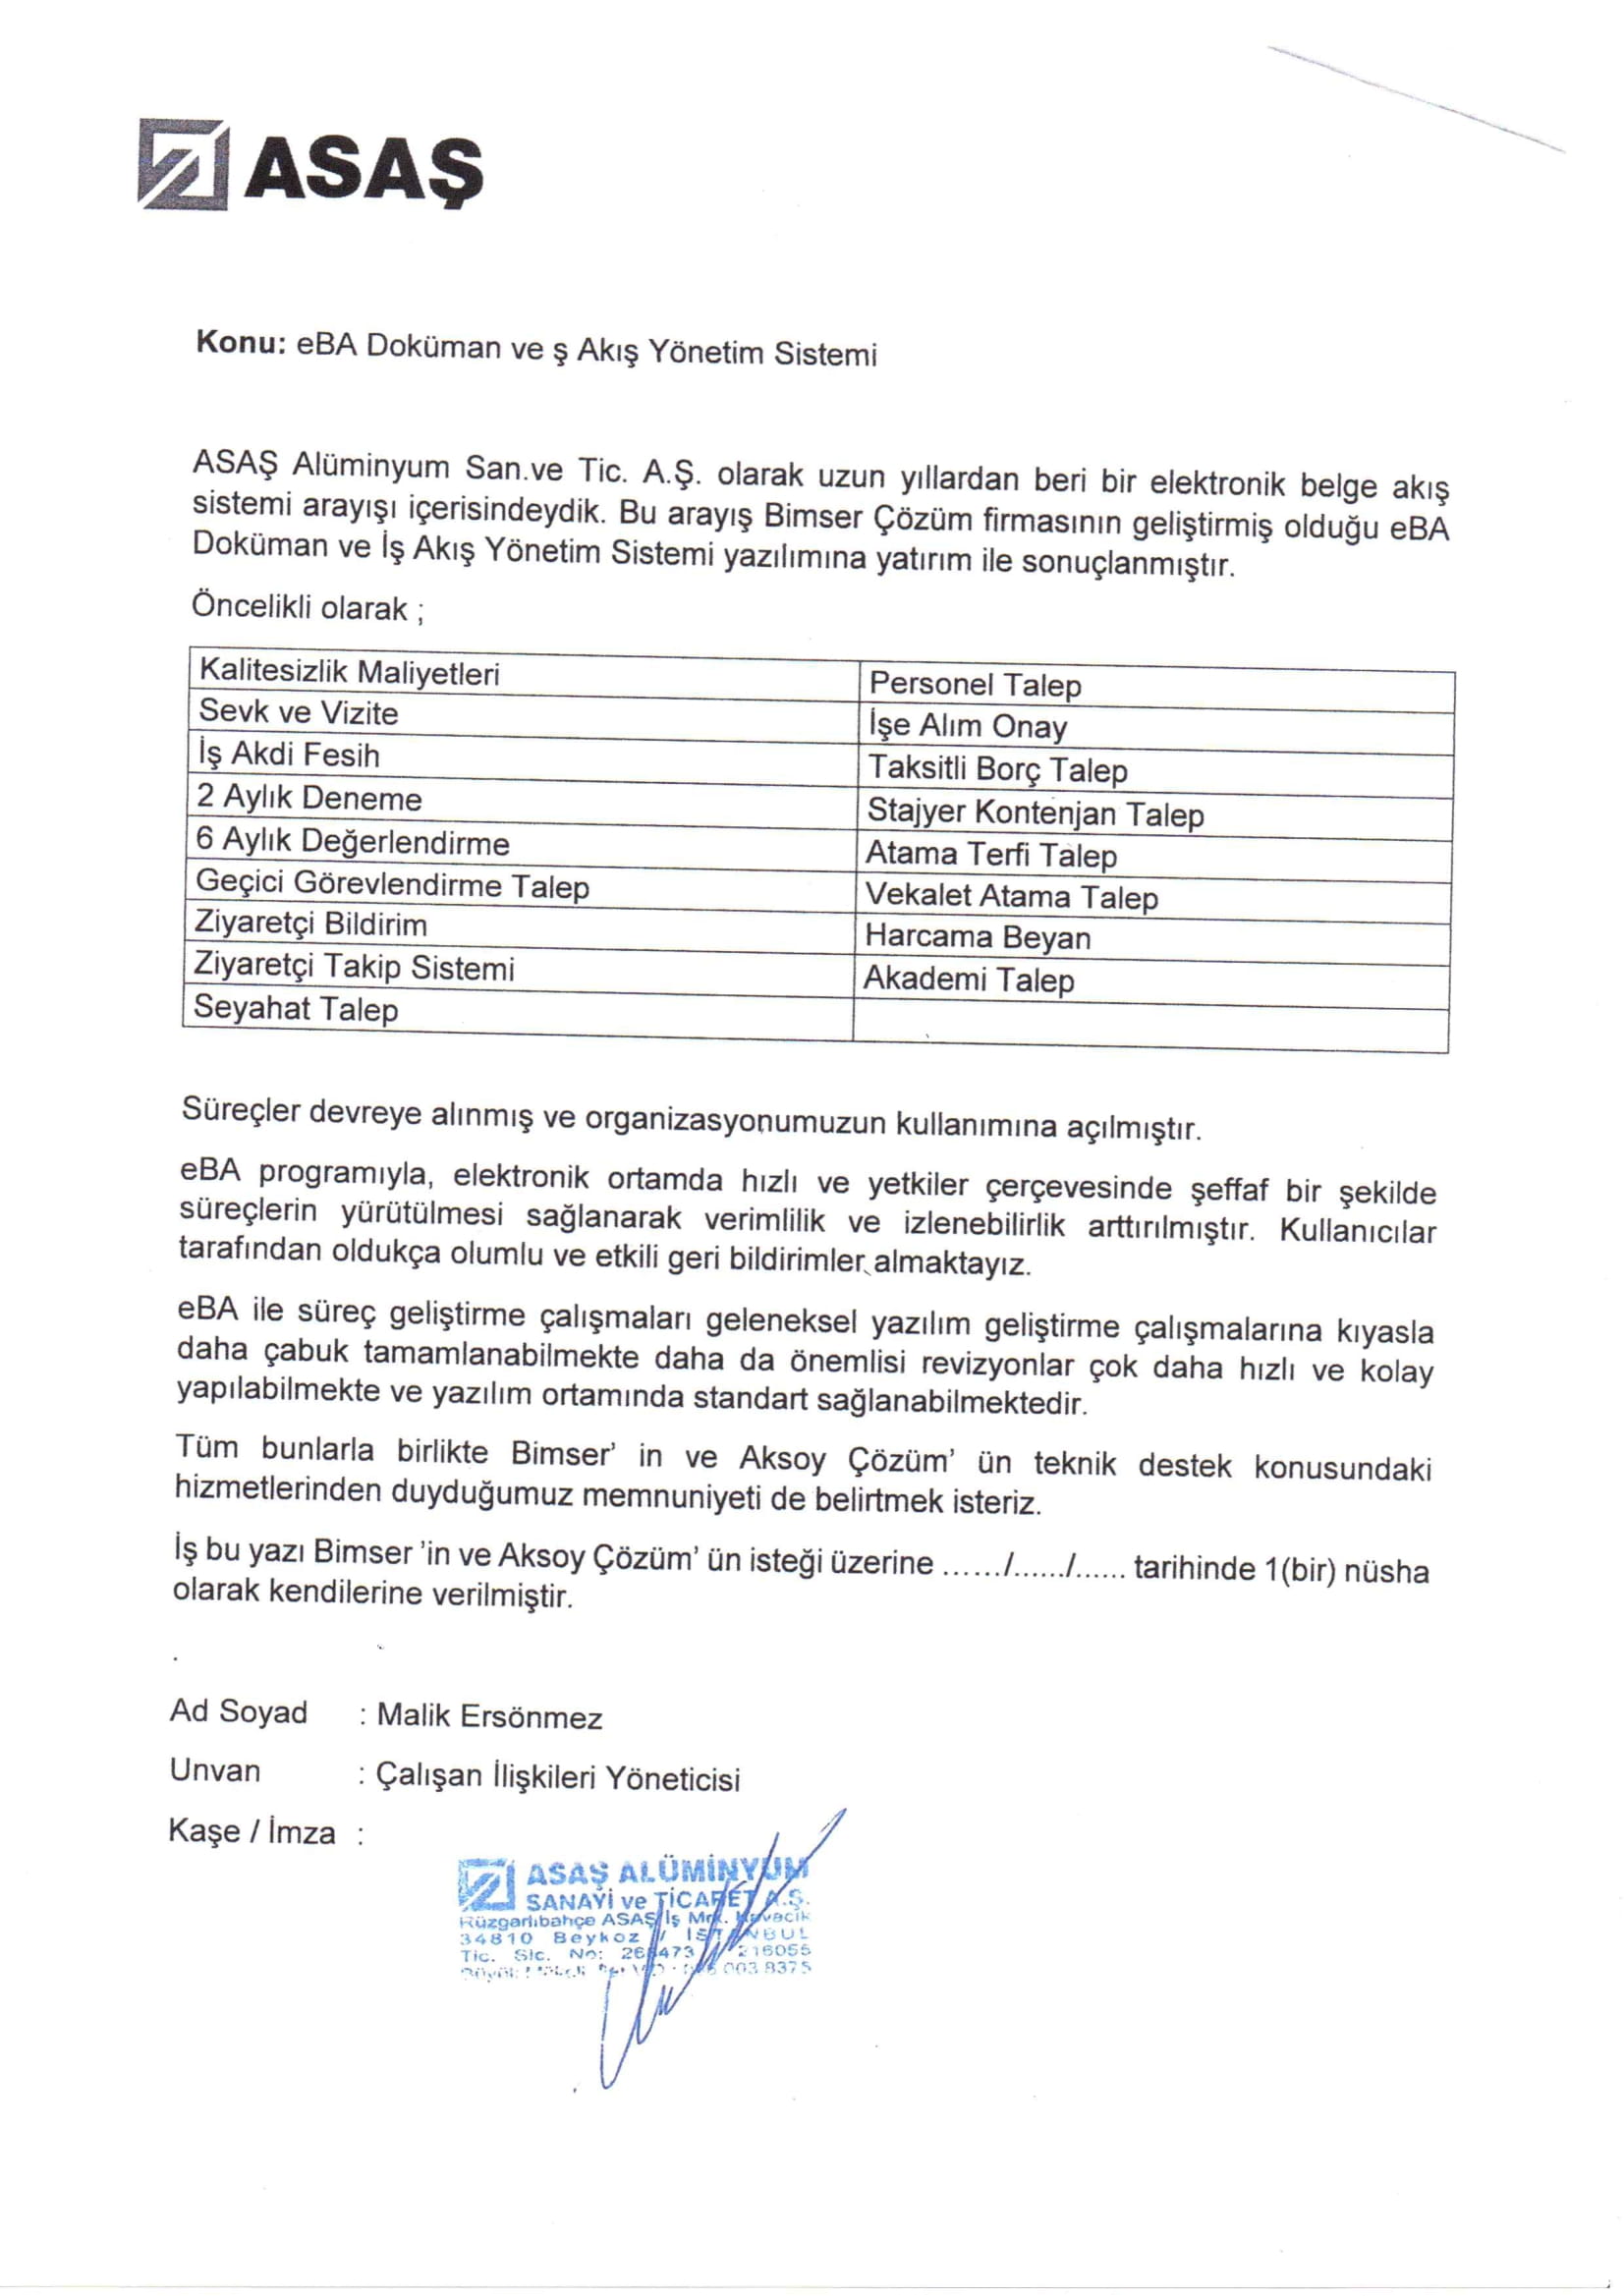 ASAŞ
Konu: eBA Doküman ve ş Akış Yönetim Sistemi
ASAŞ Alüminyum San.ve Tic. A.Ş. olarak uzun yıllardan beri bir elektronik belge akış
sistemi arayışı içerisindeydik. Bu arayış Bimser Çözüm firmasının geliştirmiş olduğu eBA
Doküman ve İş Akış Yönetim Sistemi yazılımına yatırım ile sonuçlanmıştır.
Öncelikli olarak ;
Kalitesizlik Maliyetleri Personel Talep
Sevk ve Vizite İşe Alım Onay
İş Akdi Fesih Taksitli Borç Talep
2 Aylık Deneme Stajyer Kontenjan Talep
6 Aylık Değerlendirme Atama Terfi Talep
Geçici Görevlendirme Talep Vekalet Atama Talep
Ziyaretçi Bildirim Harcama Beyan
Ziyaretçi Takip Sistemi Akademi Talep
Seyahat Talep
Süreçler devreye alınmış ve organizasyonumuzun kullanımına açılmıştır.
eBA programıyla, elektronik ortamda hızlı ve yetkiler çerçevesinde şeffaf bir şekilde
süreçlerin yürütülmesi sağlanarak verimlilik ve izlenebilirlik arttırılmıştır. Kullanıcılar
tarafından oldukça olumlu ve etkili geri bildirimler almaktayız.
eBA ile süreç geliştirme çalışmaları geleneksel yazılım geliştirme çalışmalarına kıyasla
daha çabuk tamamlanabilmekte daha da önemlisi revizyonlar çok daha hızlı ve kolay
yapılabilmekte ve yazılım ortamında standart sağlanabilmektedir.
Tüm bunlarla birlikte Bimser' in ve Aksoy Çözüm' ün teknik destek konusundaki
hizmetlerinden duyduğumuz memnuniyeti de belirtmek isteriz.
İş bu yazı Bimser 'in ve Aksoy Çözüm' ün isteği üzerine ....../....../...... tarihinde 1(bir) nüsha
olarak kendilerine verilmiştir.
.
Ad Soyad : Malik Ersönmez
Unvan : Çalışan İlişkileri Yöneticisi
Kaşe / İmza :
ASAŞ ALÜMİNYUM
SANAYİ ve TİCARET A.Ş.
Rüzgarlıbahçe ASAŞ İş Mrk. Kavacık
34810 Beykoz / İSTANBUL
Tic. Sic. No: 216055
003 8375